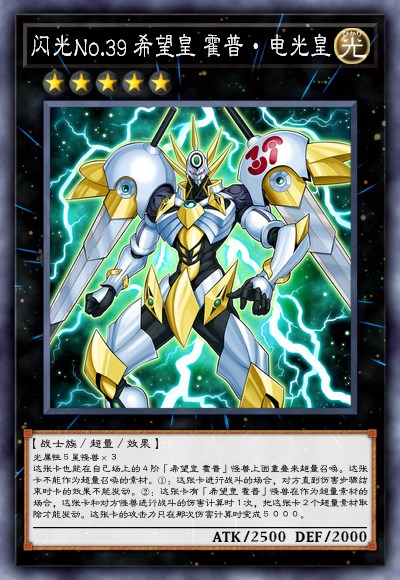 闪光No.39 希望皇 霍普·电光皇 光
ひかり
39
【战士族／超量／效果】
光属性５星怪兽×３
这张卡也能在自己场上的４阶「希望皇 霍普」怪兽上面重叠来超量召唤。这张
卡不能作为超量召唤的素材。①：这张卡进行战斗的场合，对方直到伤害步骤结
束时卡的效果不能发动。②：这张卡有「希望皇 霍普」怪兽在作为超量素材的
场合，这张卡和对方怪兽进行战斗的伤害计算时１次，把这张卡２个超量素材取
除才能发动。这张卡的攻击力只在那次伤害计算时变成５０００。
ATK/2500 DEF/2000